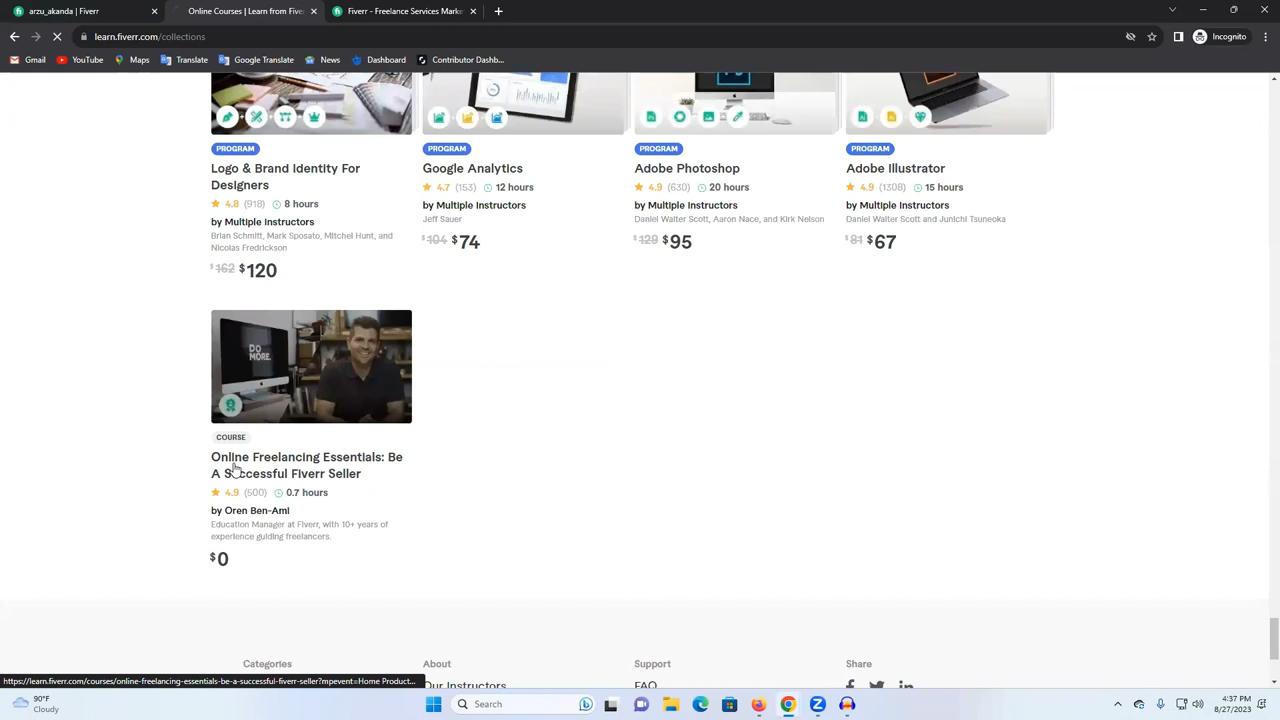 arzu_akanda | Fiverr
Online Courses | Learn from Fiverr
Fiverr - Freelance Services Mark
learn.fiverr.com/collections
Incognito
Gmail
YouTube
Maps
Translate
Google Translate
News
Dashboard
Contributor Dashb...
PROGRAM
Logo & Brand Identity For
Designers
4.8 (918) 8 hours
by Multiple Instructors
Brian Schmitt, Mark Sposato, Mitchel Hunt, and
Nicolas Fredrickson
$162 $120
PROGRAM
Google Analytics
4.7 (153) 12 hours
by Multiple Instructors
Jeff Sauer
$104 $74
PROGRAM
Adobe Photoshop
4.9 (630) 20 hours
by Multiple Instructors
Daniel Walter Scott, Aaron Nace, and Kirk Nelson
$129 $95
PROGRAM
Adobe Illustrator
4.9 (1308) 15 hours
by Multiple Instructors
Daniel Walter Scott and Junichi Tsuneoka
$81 $67
DO
MORE.
COURSE
Online Freelancing Essentials: Be
A Successful Fiverr Seller
4.9 (500) 0.7 hours
by Oren Ben-Ami
Education Manager at Fiverr, with 10+ years of
experience guiding freelancers.
$0
Categories
About
Support
Share
Our Instructors
FAQ
https://learn.fiverr.com/courses/online-freelancing-essentials-be-a-successful-fiverr-seller?mpevent=Home Product...
90°F
Cloudy
Search
4:37 PM
8/27/2023